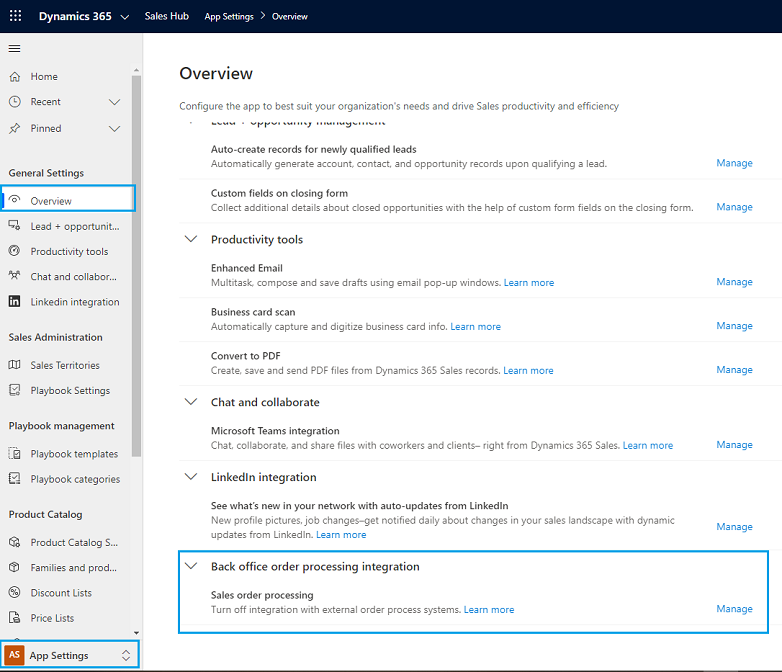 Dynamics 365 Sales Hub App Settings > Overview
Home
Recent
Pinned
General Settings
Overview
Lead + opportunit...
Productivity tools
Chat and collabor...
Linkedin integration
Sales Administration
Sales Territories
Playbook Settings
Playbook management
Playbook templates
Playbook categories
Product Catalog
Product Catalog S...
Families and prod...
Discount Lists
Price Lists
AS App Settings
Overview
Configure the app to best suit your organization's needs and drive Sales productivity and efficiency
Lead + opportunity management
Auto-create records for newly qualified leads
Automatically generate account, contact, and opportunity records upon qualifying a lead.
Manage
Custom fields on closing form
Collect additional details about closed opportunities with the help of custom form fields on the closing form.
Manage
Productivity tools
Enhanced Email
Multitask, compose and save drafts using email pop-up windows. Learn more
Manage
Business card scan
Automatically capture and digitize business card info. Learn more
Manage
Convert to PDF
Create, save and send PDF files from Dynamics 365 Sales records. Learn more
Manage
Chat and collaborate
Microsoft Teams integration
Chat, collaborate, and share files with coworkers and clients– right from Dynamics 365 Sales. Learn more
Manage
LinkedIn integration
See what's new in your network with auto-updates from LinkedIn
New profile pictures, job changes–get notified daily about changes in your sales landscape with dynamic
updates from LinkedIn. Learn more
Manage
Back office order processing integration
Sales order processing
Turn off integration with external order process systems. Learn more
Manage